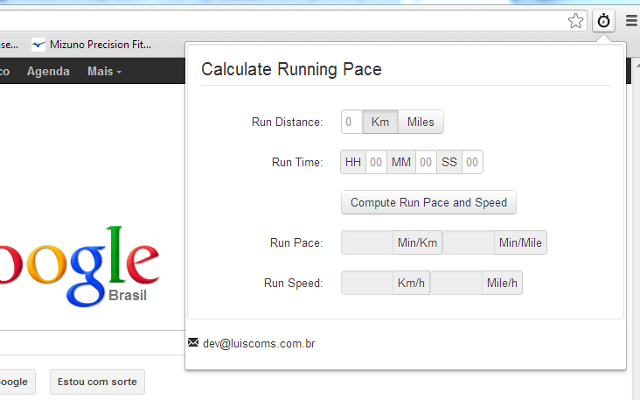 se... Mizuno Precision Fit...
co Agenda Mais
Calculate Running Pace
Run Distance: 0 Km Miles
Run Time: HH 00 MM 00 SS 00
Compute Run Pace and Speed
Run Pace: Min/Km Min/Mile
Run Speed: Km/h Mile/h
oogle
Brasil
dev@luiscoms.com.br
oogle Estou com sorte